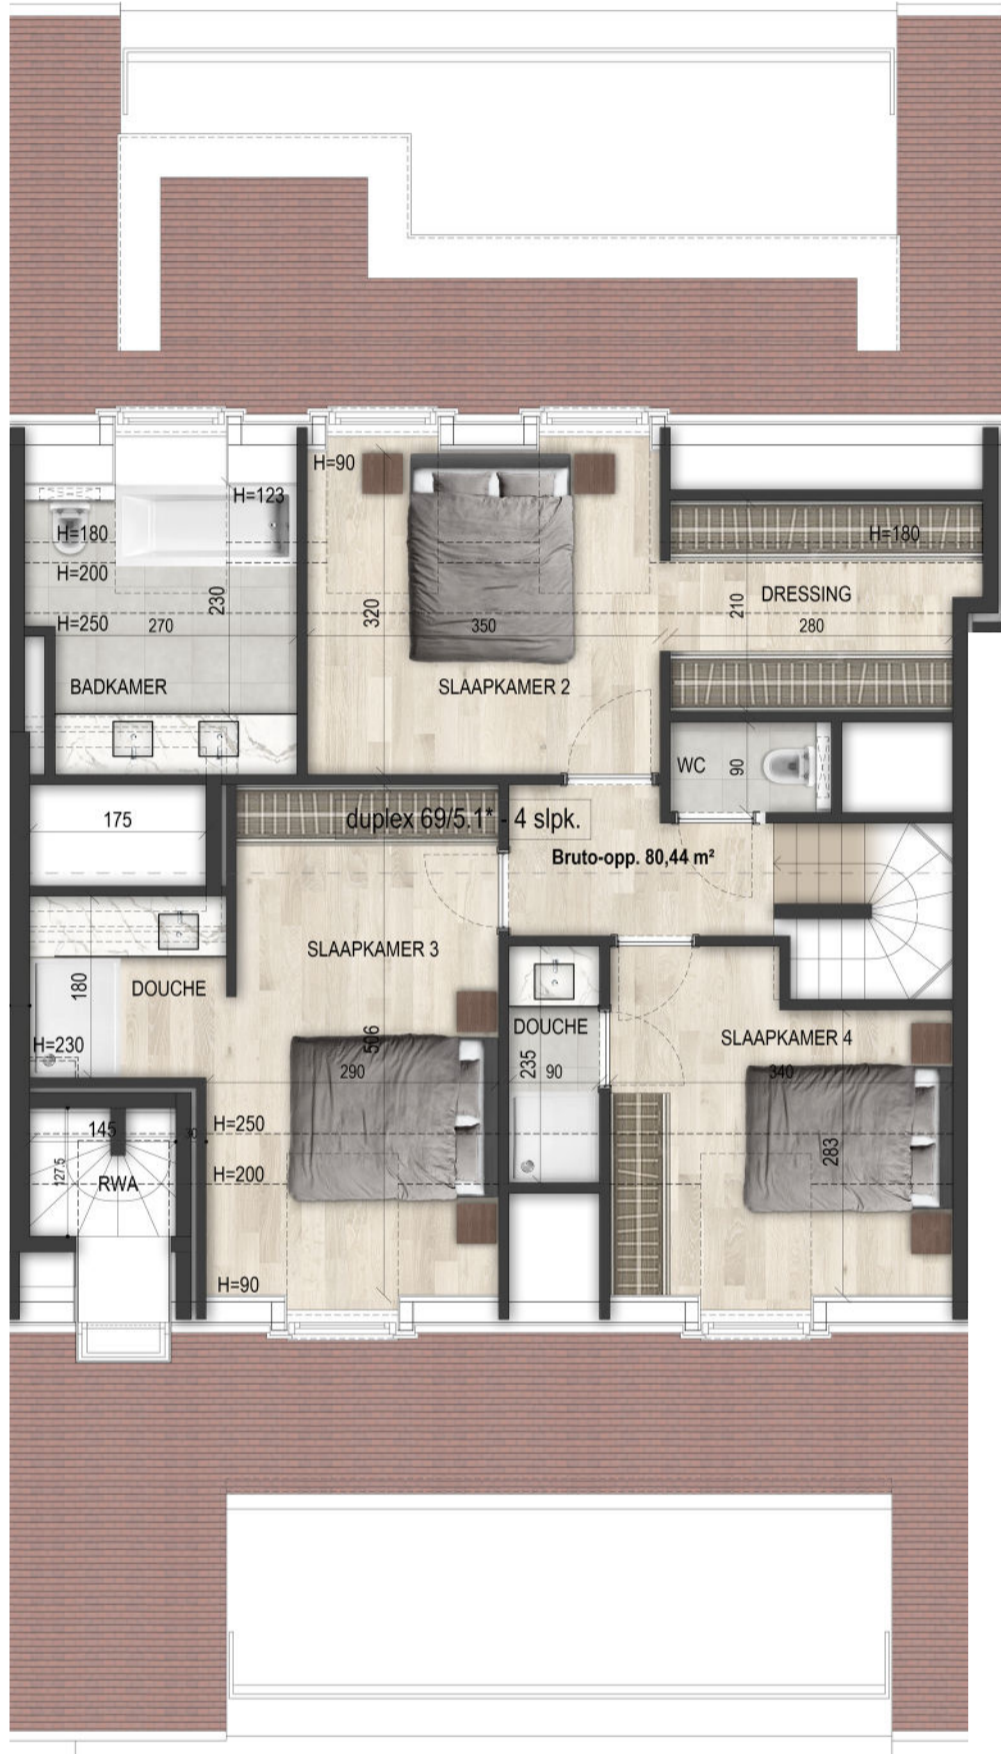 H=90
H=123
H=180
H=180
H=200
230
320
210
DRESSING
H=250
270
350
280
BADKAMER
SLAAPKAMER 2
WC
90
175
duplex 69/5.1* - 4 slpk.
Bruto-opp. 80,44 m²
SLAAPKAMER 3
180
DOUCHE
DOUCHE
SLAAPKAMER 4
H=230
506
290
235
90
340
145
30
H=250
283
127.5
RWA
H=200
H=90